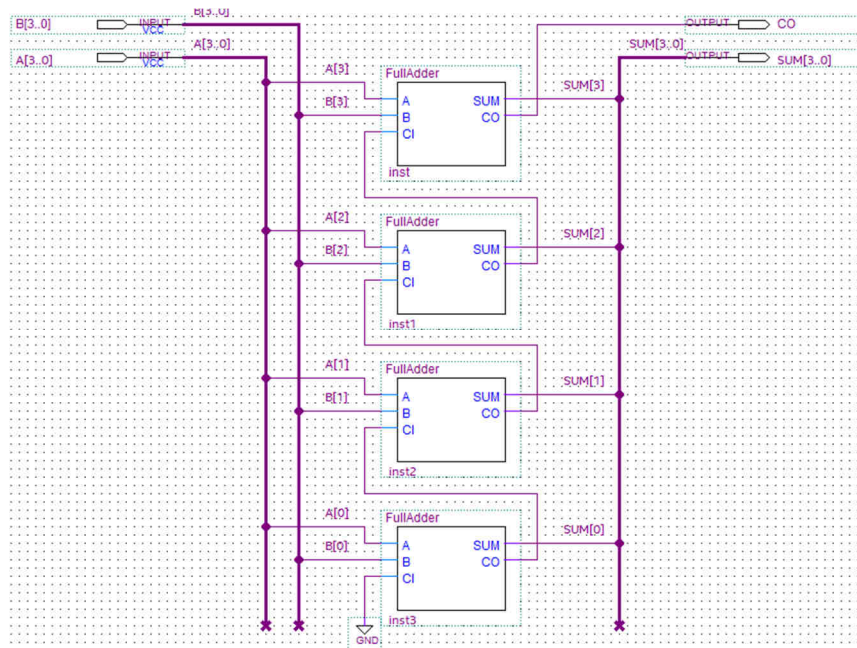 B[3..0] INPUT VCC B[3..0] OUTPUT CO
A[3..0] INPUT VCC A[3..0] SUM[3..0] OUTPUT SUM[3..0]
A[3] FullAdder SUM[3]
B[3] A SUM
B CO
CI
inst
A[2] FullAdder SUM[2]
B[2] A SUM
B CO
CI
inst1
A[1] FullAdder SUM[1]
B[1] A SUM
B CO
CI
inst2
A[0] FullAdder SUM[0]
B[0] A SUM
B CO
CI
inst3
GND